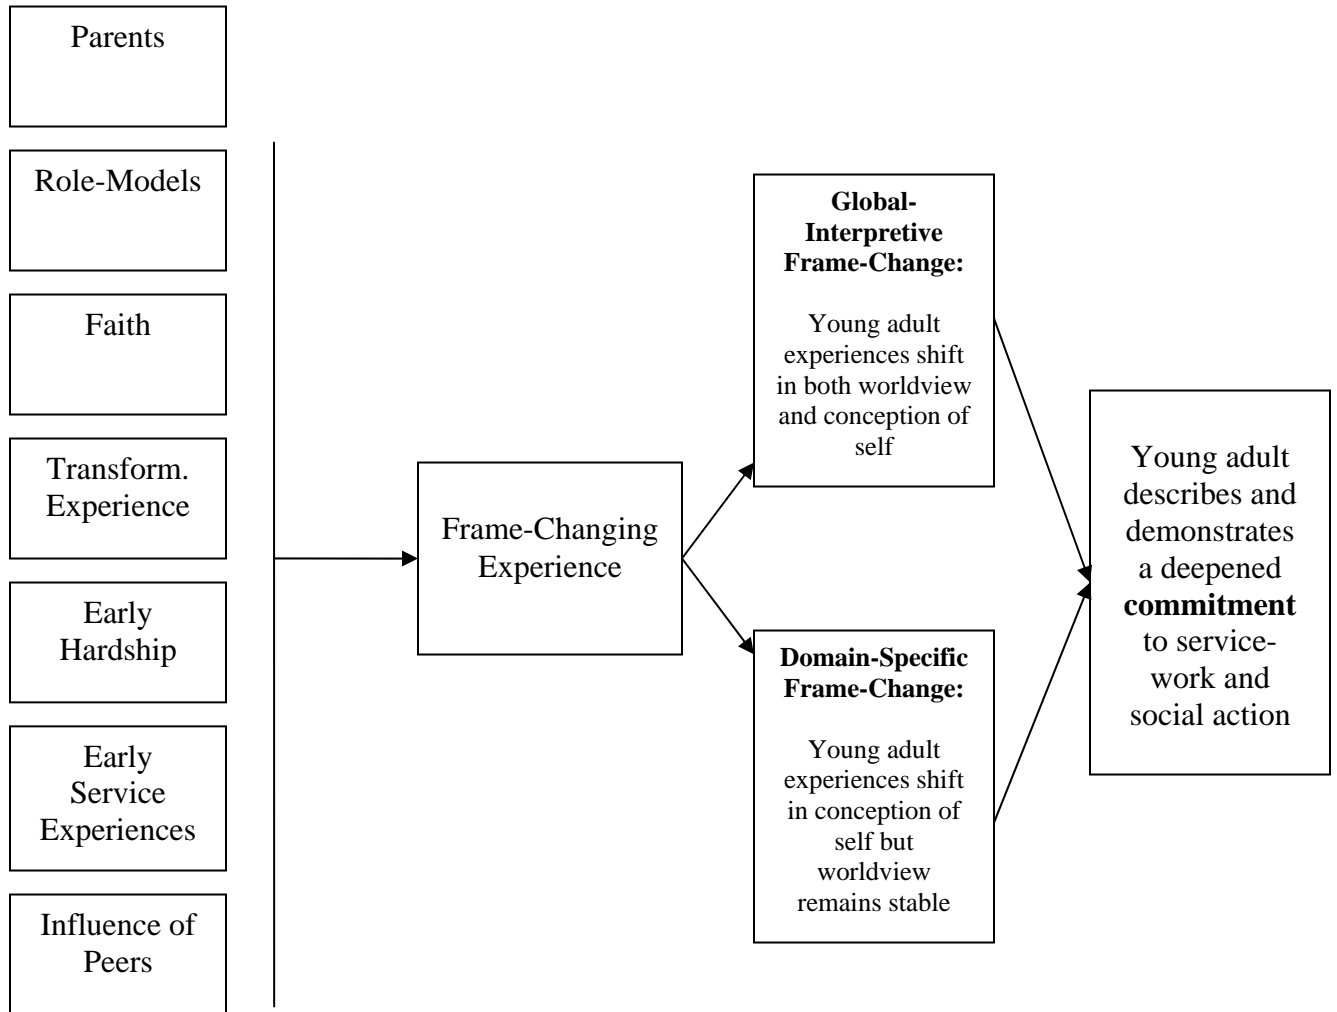 Parents
Role-Models
Faith
Transform.
Experience
Early
Hardship
Early
Service
Experiences
Influence of
Peers
Frame-Changing
Experience
Global-
Interpretive
Frame-Change:
Young adult
experiences shift
in both worldview
and conception of
self
Domain-Specific
Frame-Change:
Young adult
experiences shift
in conception of
self but
worldview
remains stable
Young adult
describes and
demonstrates
a deepened
commitment
to service-
work and
social action